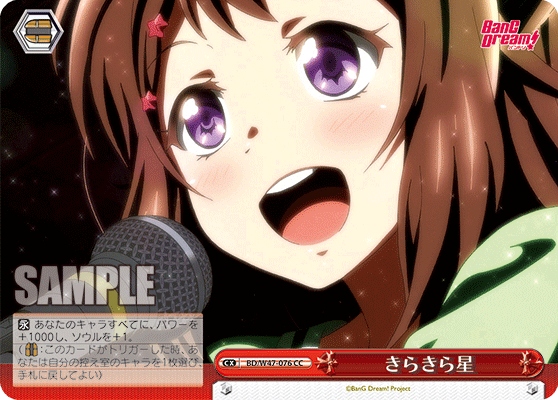 BanG Dream!
バンドリ!
SAMPLE
永 あなたのキャラすべてに、パワーを
+1000し、ソウルを+1。
(:このカードがトリガーした時、あ
なたは自分の控え室のキャラを1枚選び、
手札に戻してよい)
CX BD/W47-076 CC
きらきら星
©BanG Dream! Project